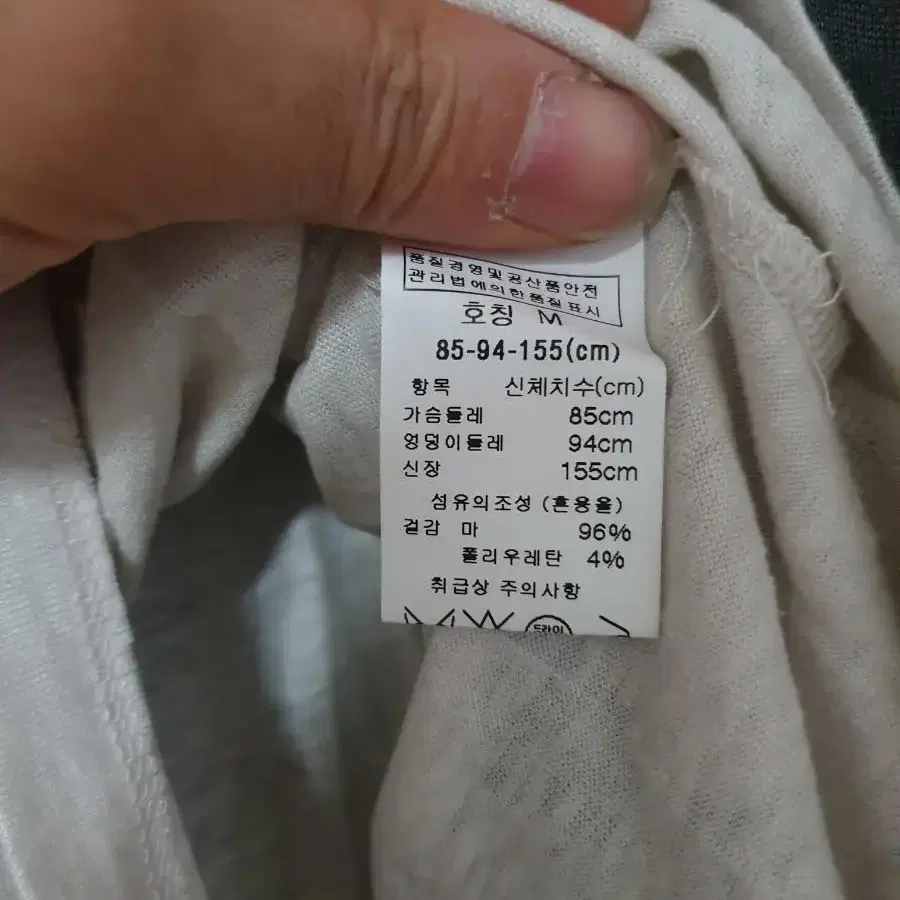 품질경영및공산품안전
관리법에의한품질표시
호칭 M
85-94-155(cm)
항목 신체치수(cm)
가슴둘레 85cm
엉덩이둘레 94cm
신장 155cm
섬유의조성 (혼용율)
겉감 마 96%
폴리우레탄 4%
취급상 주의사항
드라이